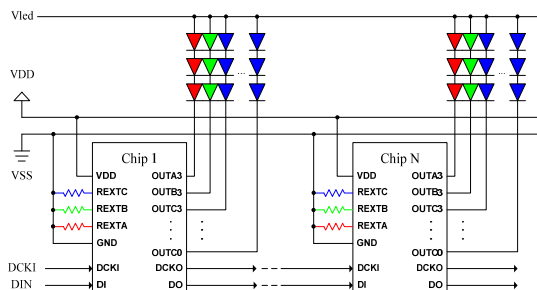 Vled
VDD
VSS
Chip 1
VDD OUTA3
REXTC OUTB3
REXTB OUTC3
REXTA
GND
OUTC0
DCKI DCKI DCKO
DIN DI DO
Chip N
VDD OUTA3
REXTC OUTB3
REXTB OUTC3
REXTA
GND
OUTC0
DCKI DCKO
DI DO